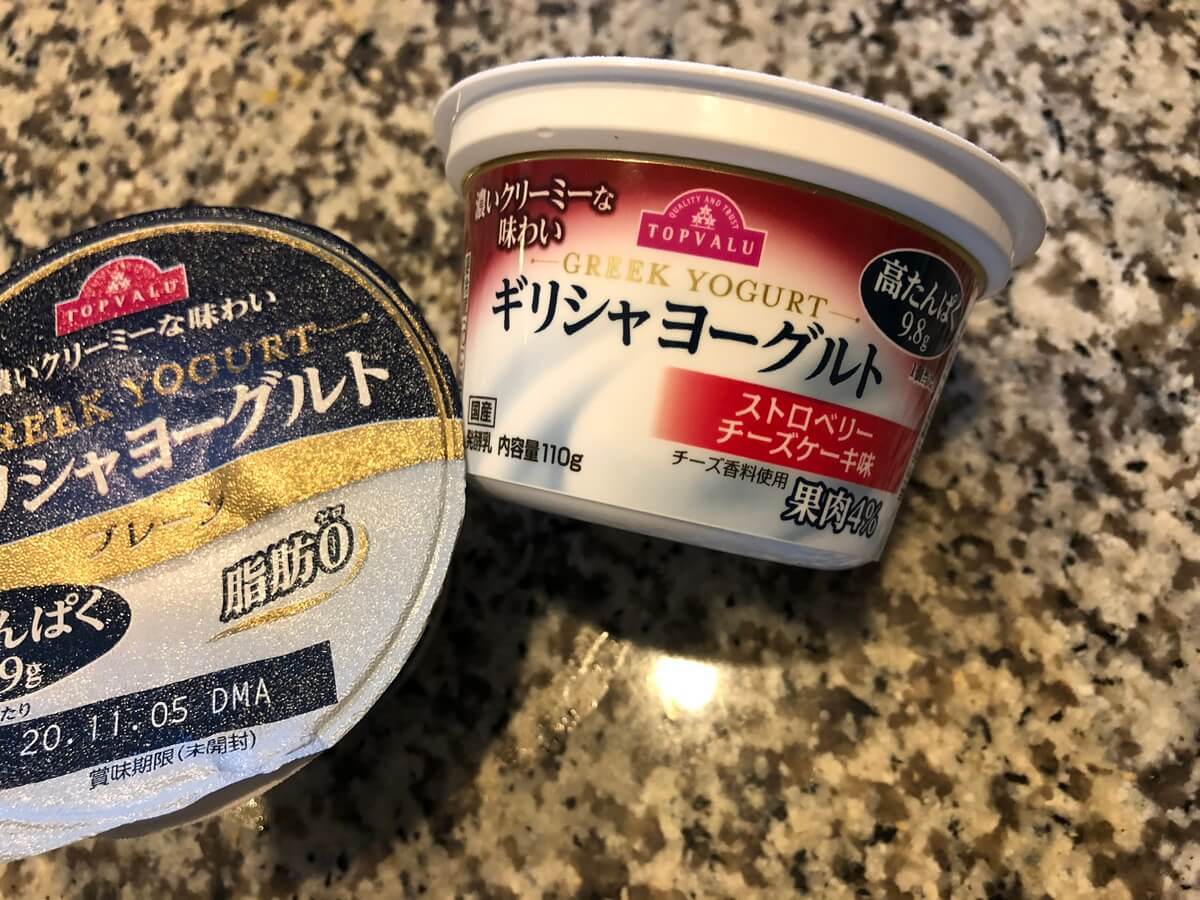 TOPVALU
濃いクリーミーな味わい
GREEK YOGURT
リシャヨーグルト
プレーン
脂肪0
んぱく
9g
たり
20.11.05 DMA
賞味期限(未開封)
濃いクリーミーな
味わい
QUALITY AND TRUST
TOPVALU
GREEK YOGURT
ギリシャヨーグルト
高たんぱく
9.8g
国産
発酵乳 内容量110g
ストロベリー
チーズケーキ味
チーズ香料使用
果肉4%